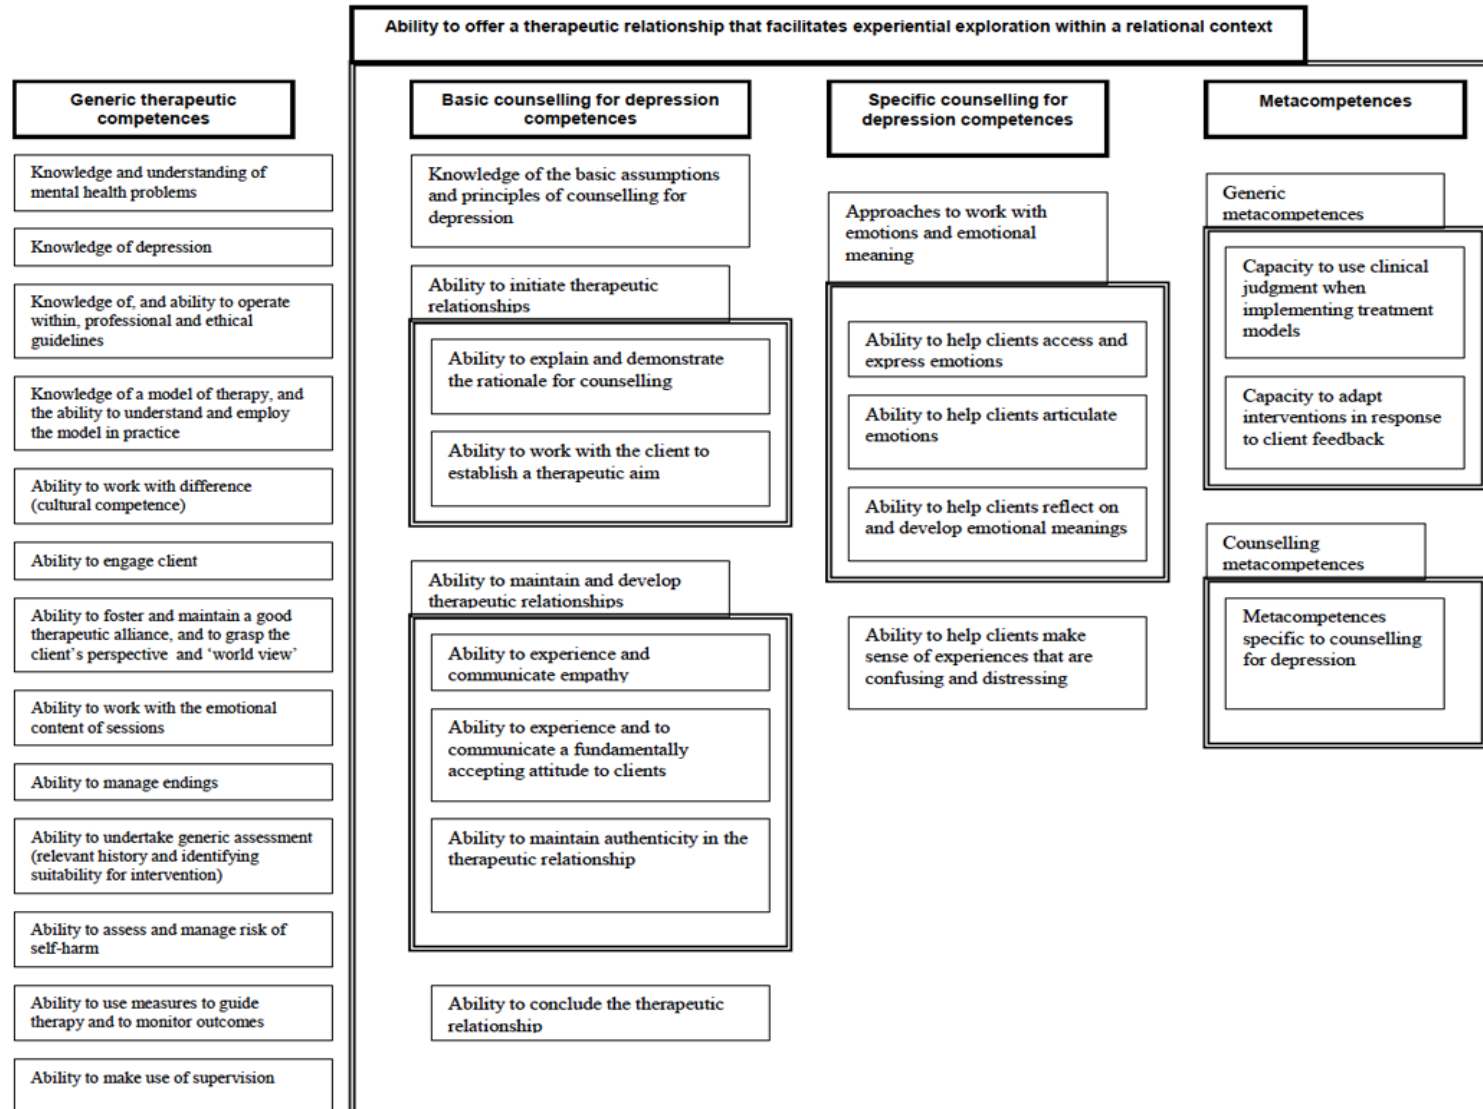 Ability to offer a therapeutic relationship that facilitates experiential exploration within a relational context
Generic therapeutic
competences
Knowledge and understanding of
mental health problems
Knowledge of depression
Knowledge of, and ability to operate
within, professional and ethical
guidelines
Knowledge of a model of therapy, and
the ability to understand and employ
the model in practice
Ability to work with difference
(cultural competence)
Ability to engage client
Ability to foster and maintain a good
therapeutic alliance, and to grasp the
client’s perspective and ‘world view’
Ability to work with the emotional
content of sessions
Ability to manage endings
Ability to undertake generic assessment
(relevant history and identifying
suitability for intervention)
Ability to assess and manage risk of
self-harm
Ability to use measures to guide
therapy and to monitor outcomes
Ability to make use of supervision
Basic counselling for depression
competences
Knowledge of the basic assumptions
and principles of counselling for
depression
Ability to initiate therapeutic
relationships
Ability to explain and demonstrate
the rationale for counselling
Ability to work with the client to
establish a therapeutic aim
Ability to maintain and develop
therapeutic relationships
Ability to experience and
communicate empathy
Ability to experience and to
communicate a fundamentally
accepting attitude to clients
Ability to maintain authenticity in the
therapeutic relationship
Ability to conclude the therapeutic
relationship
Specific counselling for
depression competences
Approaches to work with
emotions and emotional
meaning
Ability to help clients access and
express emotions
Ability to help clients articulate
emotions
Ability to help clients reflect on
and develop emotional meanings
Ability to help clients make
sense of experiences that are
confusing and distressing
Metacompetences
Generic
metacompetences
Capacity to use clinical
judgment when
implementing treatment
models
Capacity to adapt
interventions in response
to client feedback
Counselling
metacompetences
Metacompetences
specific to counselling
for depression